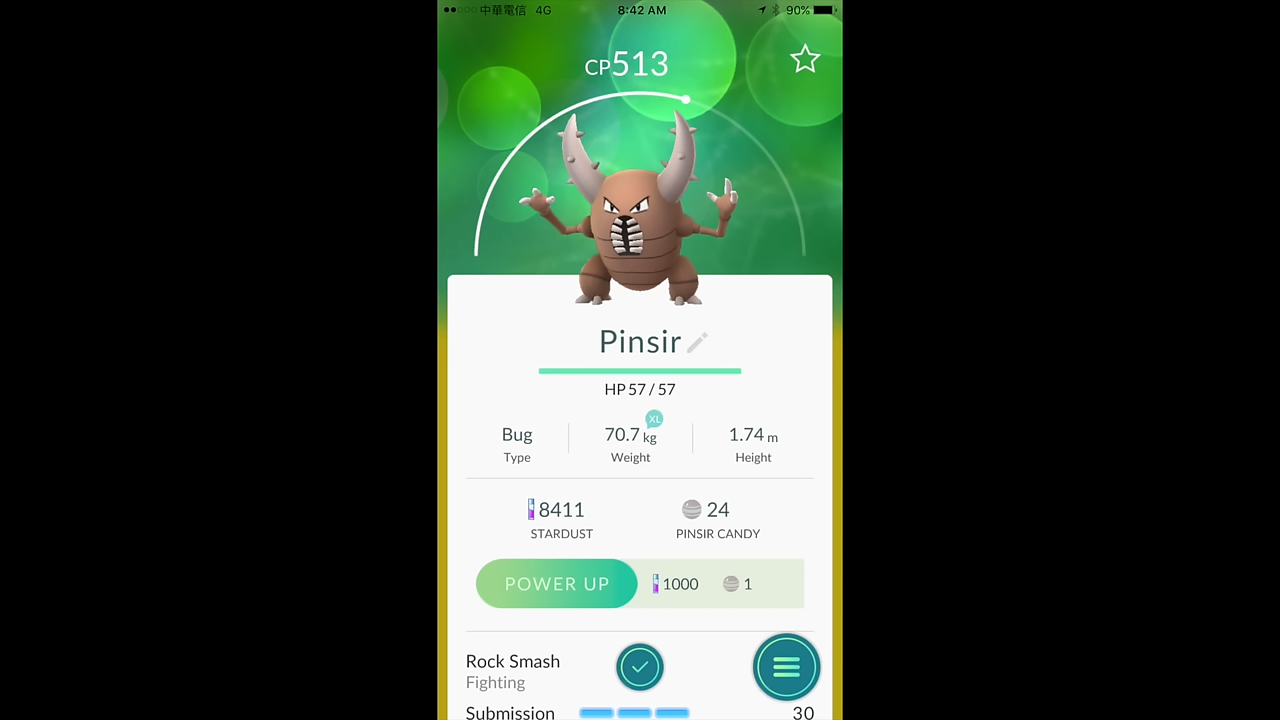 中華電信 4G 8:42 AM 90%
CP513
Pinsir
HP 57 / 57
XL
Bug 70.7 kg 1.74 m
Type Weight Height
8411 24
STARDUST PINSIR CANDY
POWER UP 1000 1
Rock Smash
Fighting
Submission 30